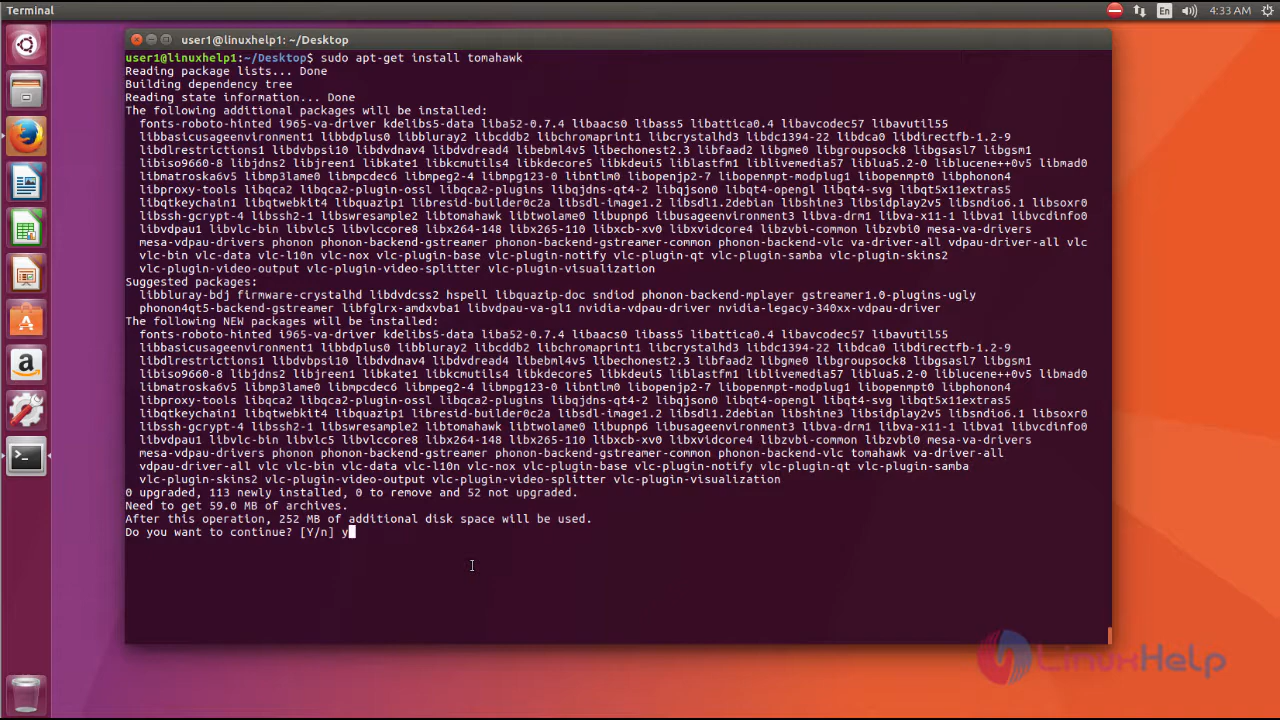 Terminal
En
4:33 AM
user1@linuxhelp1: ~/Desktop
user1@linuxhelp1:~/Desktop$ sudo apt-get install tomahawk
Reading package lists... Done
Building dependency tree
Reading state information... Done
The following additional packages will be installed:
fonts-roboto-hinted i965-va-driver kdelibs5-data liba52-0.7.4 libaacs0 libass5 libattica0.4 libavcodec57 libavutil55
libbasicusageenvironment1 libbdplus0 libbluray2 libcddb2 libchromaprint1 libcrystalhd3 libdc1394-22 libdca0 libdirectfb-1.2-9
libdlrestrictions1 libdvbpsi10 libdvdnav4 libdvdread4 libebml4v5 libechonest2.3 libfaad2 libgme0 libgroupsock8 libgsasl7 libgsm1
libiso9660-8 libjdns2 libjreen1 libkate1 libkcmutils4 libkdecore5 libkdeui5 liblastfm1 liblivemedia57 liblua5.2-0 liblucene++0v5 libmad0
libmatroska6v5 libmp3lame0 libmpcdec6 libmpeg2-4 libmpg123-0 libntlm0 libopenjp2-7 libopenmpt-modplug1 libopenmpt0 libphonon4
libproxy-tools libqca2 libqca2-plugin-ossl libqca2-plugins libqjdns-qt4-2 libqjson0 libqt4-opengl libqt4-svg libqt5x11extras5
libqtkeychain1 libqtwebkit4 libquazip1 libresid-builder0c2a libsdl-image1.2 libsdl1.2debian libshine3 libsidplay2v5 libsndio6.1 libsoxr0
libssh-gcrypt-4 libssh2-1 libswresample2 libtomahawk libtwolame0 libupnp6 libusageenvironment3 libva-drm1 libva-x11-1 libva1 libvcdinfo0
libvdpau1 libvlc-bin libvlc5 libvlccore8 libx264-148 libx265-110 libxcb-xv0 libxvidcore4 libzvbi-common libzvbi0 mesa-va-drivers
mesa-vdpau-drivers phonon phonon-backend-gstreamer phonon-backend-gstreamer-common phonon-backend-vlc va-driver-all vdpau-driver-all vlc
vlc-bin vlc-data vlc-l10n vlc-nox vlc-plugin-base vlc-plugin-notify vlc-plugin-qt vlc-plugin-samba vlc-plugin-skins2
vlc-plugin-video-output vlc-plugin-video-splitter vlc-plugin-visualization
Suggested packages:
libbluray-bdj firmware-crystalhd libdvdcss2 hspell libquazip-doc sndiod phonon-backend-mplayer gstreamer1.0-plugins-ugly
phonon4qt5-backend-gstreamer libfglrx-amdxvba1 libvdpau-va-gl1 nvidia-vdpau-driver nvidia-legacy-340xx-vdpau-driver
The following NEW packages will be installed:
fonts-roboto-hinted i965-va-driver kdelibs5-data liba52-0.7.4 libaacs0 libass5 libattica0.4 libavcodec57 libavutil55
libbasicusageenvironment1 libbdplus0 libbluray2 libcddb2 libchromaprint1 libcrystalhd3 libdc1394-22 libdca0 libdirectfb-1.2-9
libdlrestrictions1 libdvbpsi10 libdvdnav4 libdvdread4 libebml4v5 libechonest2.3 libfaad2 libgme0 libgroupsock8 libgsasl7 libgsm1
libiso9660-8 libjdns2 libjreen1 libkate1 libkcmutils4 libkdecore5 libkdeui5 liblastfm1 liblivemedia57 liblua5.2-0 liblucene++0v5 libmad0
libmatroska6v5 libmp3lame0 libmpcdec6 libmpeg2-4 libmpg123-0 libntlm0 libopenjp2-7 libopenmpt-modplug1 libopenmpt0 libphonon4
libproxy-tools libqca2 libqca2-plugin-ossl libqca2-plugins libqjdns-qt4-2 libqjson0 libqt4-opengl libqt4-svg libqt5x11extras5
libqtkeychain1 libqtwebkit4 libquazip1 libresid-builder0c2a libsdl-image1.2 libsdl1.2debian libshine3 libsidplay2v5 libsndio6.1 libsoxr0
libssh-gcrypt-4 libssh2-1 libswresample2 libtomahawk libtwolame0 libupnp6 libusageenvironment3 libva-drm1 libva-x11-1 libva1 libvcdinfo0
libvdpau1 libvlc-bin libvlc5 libvlccore8 libx264-148 libx265-110 libxcb-xv0 libxvidcore4 libzvbi-common libzvbi0 mesa-va-drivers
mesa-vdpau-drivers phonon phonon-backend-gstreamer phonon-backend-gstreamer-common phonon-backend-vlc tomahawk va-driver-all
vdpau-driver-all vlc vlc-bin vlc-data vlc-l10n vlc-nox vlc-plugin-base vlc-plugin-notify vlc-plugin-qt vlc-plugin-samba
vlc-plugin-skins2 vlc-plugin-video-output vlc-plugin-video-splitter vlc-plugin-visualization
0 upgraded, 113 newly installed, 0 to remove and 52 not upgraded.
Need to get 59.0 MB of archives.
After this operation, 252 MB of additional disk space will be used.
Do you want to continue? [Y/n] y
LinuxHelp